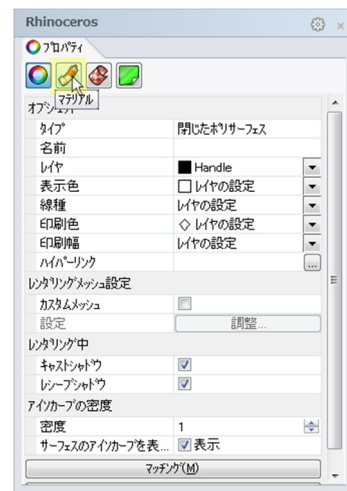 Rhinoceros
プロパティ
マテリアル
タイプ 閉じたポリサーフェス
名前
レイヤ Handle
表示色 レイヤの設定
線種 レイヤの設定
印刷色 レイヤの設定
印刷幅 レイヤの設定
ハイパーリンク ...
レンダリングメッシュ設定
カスタムメッシュ
設定 調整...
レンダリング中
キャストシャドウ
レシーブシャドウ
アイソカーブの密度
密度 1
サーフェスのアイソカーブを表... 表示
マッチング(M)